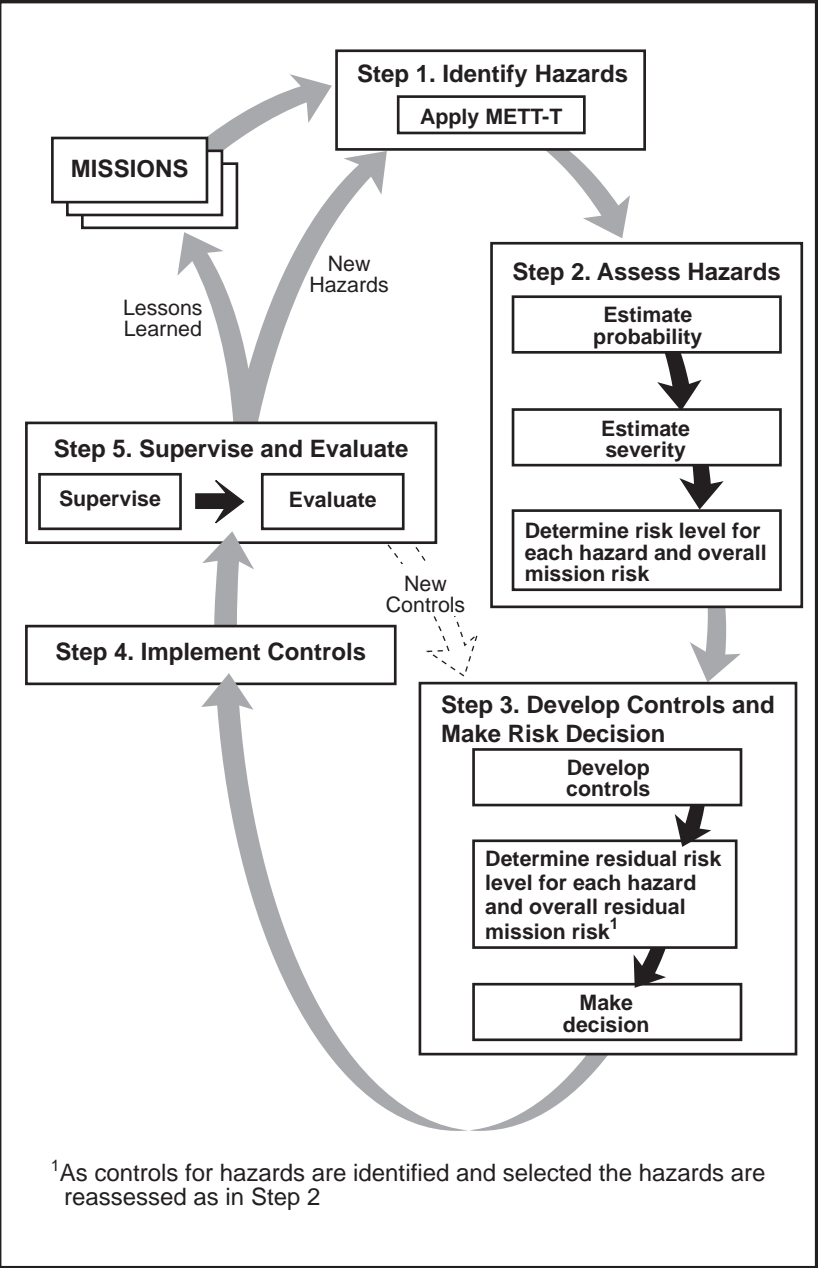 Step 1. Identify Hazards
Apply METT-T
MISSIONS
New
Hazards
Lessons
Learned
Step 2. Assess Hazards
Estimate
probability
Estimate
severity
Determine risk level for
each hazard and overall
mission risk
Step 5. Supervise and Evaluate
Supervise
Evaluate
New
Controls
Step 4. Implement Controls
Step 3. Develop Controls and
Make Risk Decision
Develop
controls
Determine residual risk
level for each hazard
and overall residual
mission risk¹
Make
decision
¹As controls for hazards are identified and selected the hazards are
reassessed as in Step 2